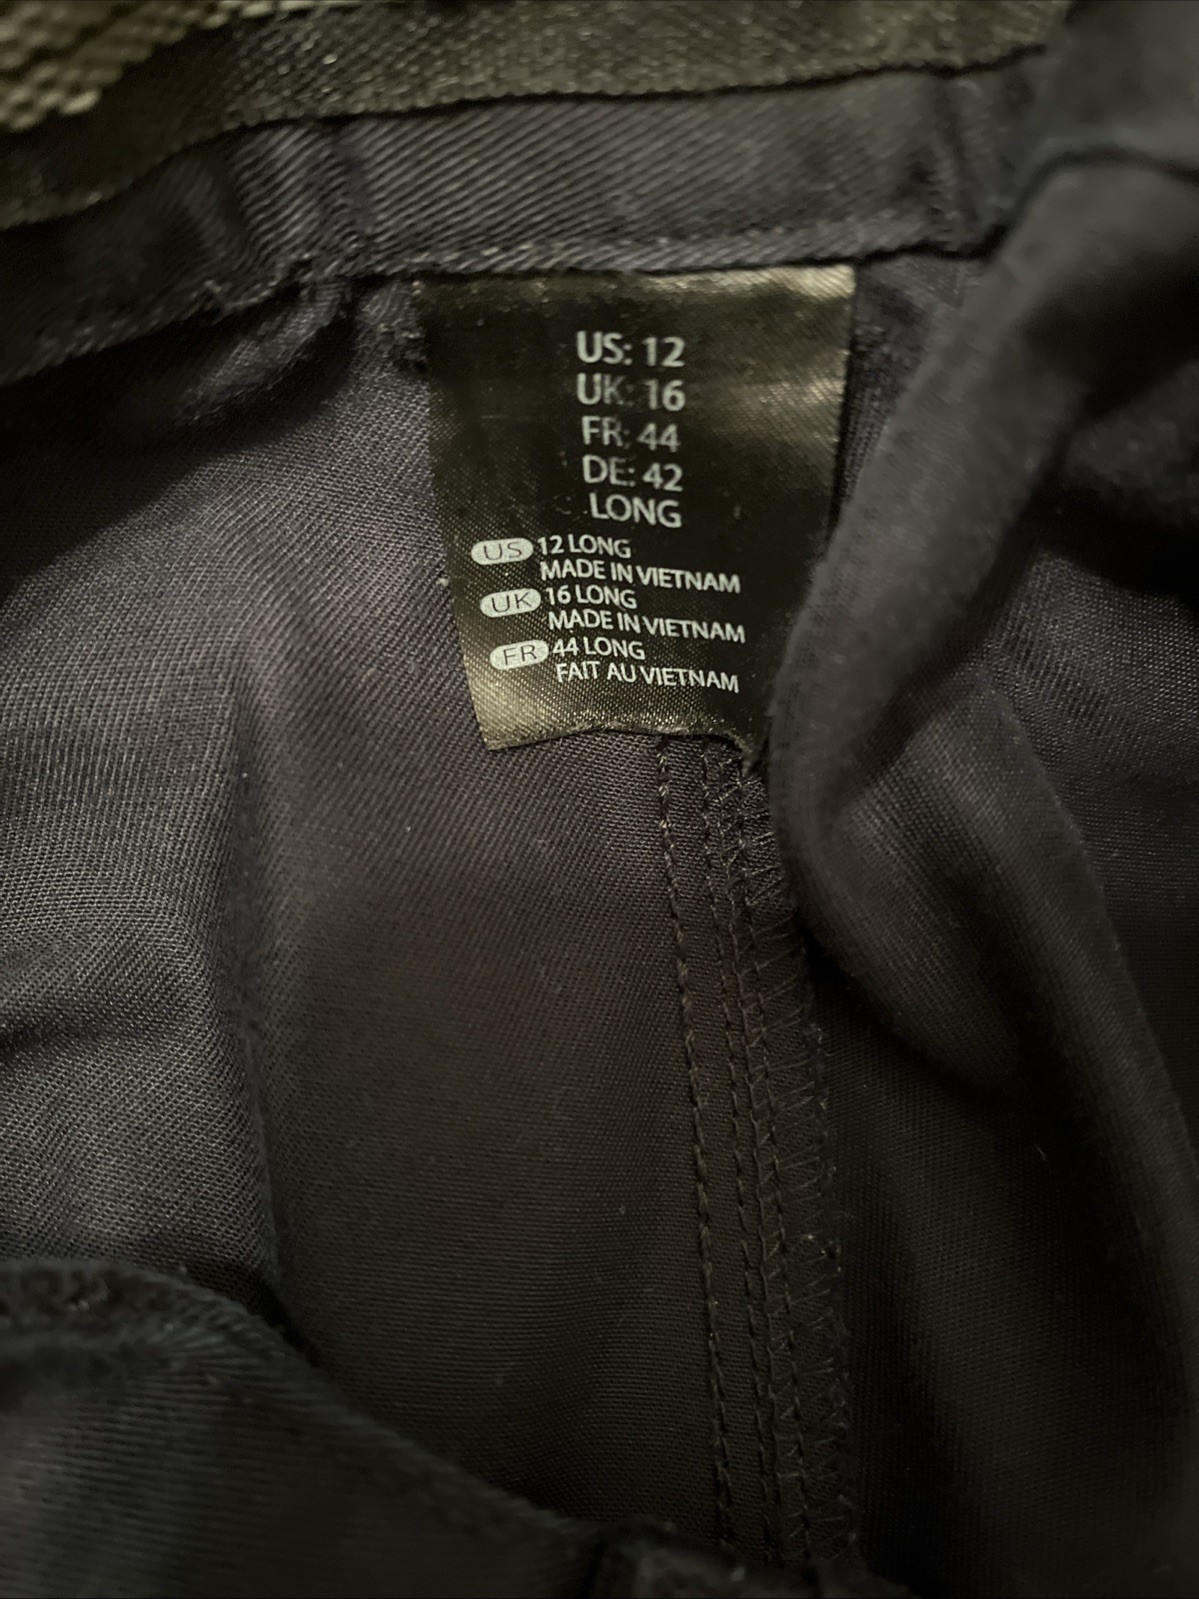 US: 12
UK: 16
FR: 44
DE: 42
LONG
US 12 LONG
MADE IN VIETNAM
UK 16 LONG
MADE IN VIETNAM
FR 44 LONG
FAIT AU VIETNAM